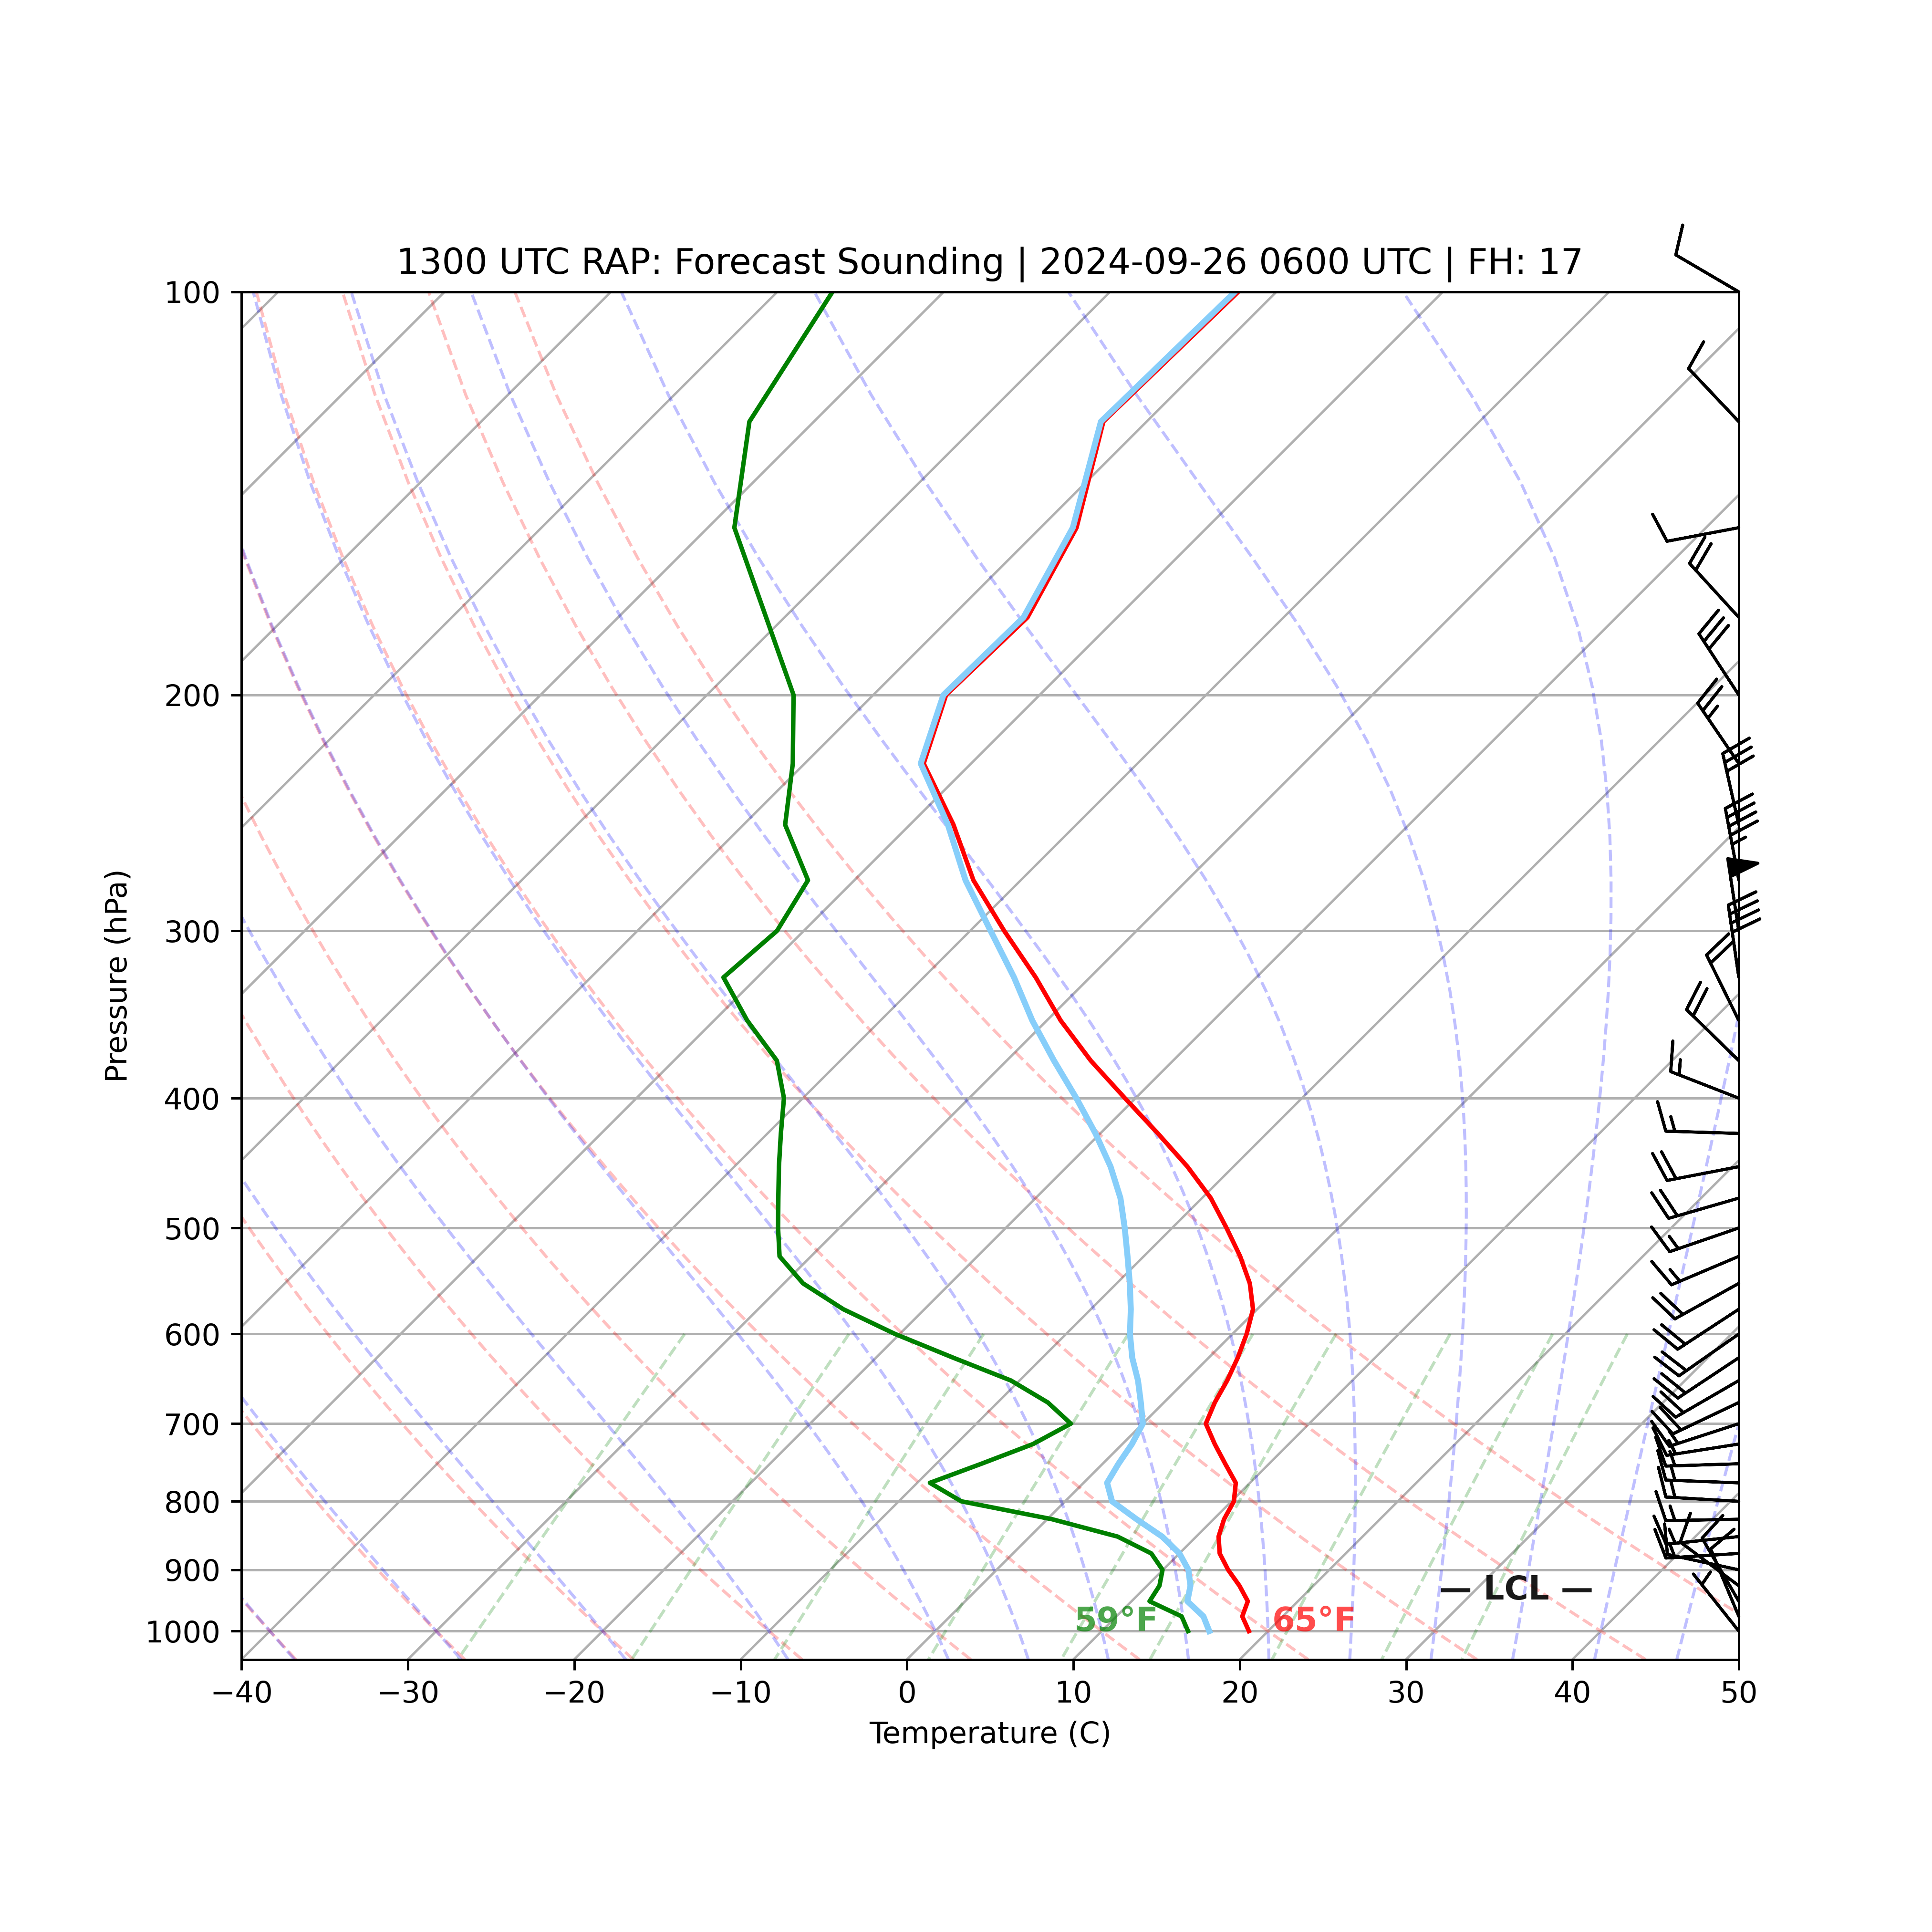 1300 UTC RAP: Forecast Sounding | 2024-09-26 0600 UTC | FH: 17
100
200
300
400
500
600
700
800
900
1000
Pressure (hPa)
— LCL —
59°F
65°F
−40 −30 −20 −10 0 10 20 30 40 50
Temperature (C)